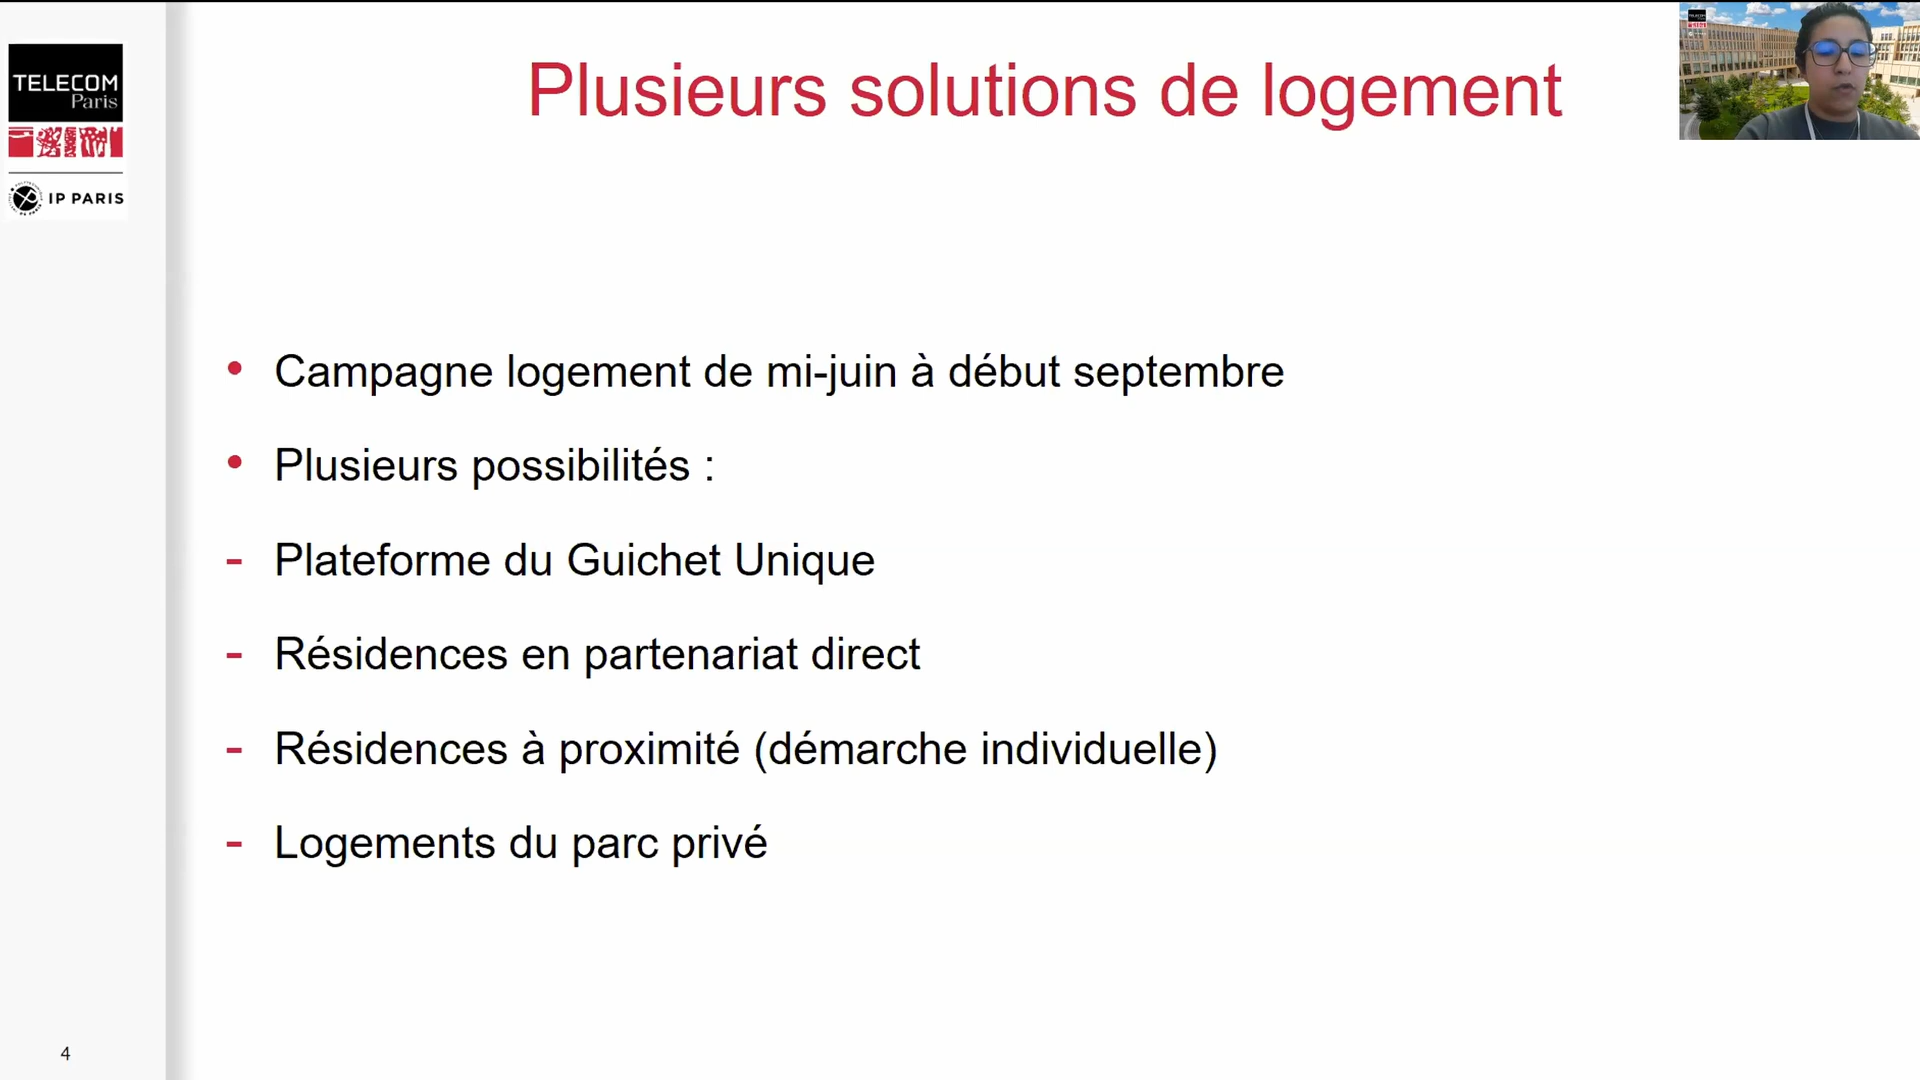 TELECOM
Paris
IP PARIS
Plusieurs solutions de logement
• Campagne logement de mi-juin à début septembre
• Plusieurs possibilités :
- Plateforme du Guichet Unique
- Résidences en partenariat direct
- Résidences à proximité (démarche individuelle)
- Logements du parc privé
4